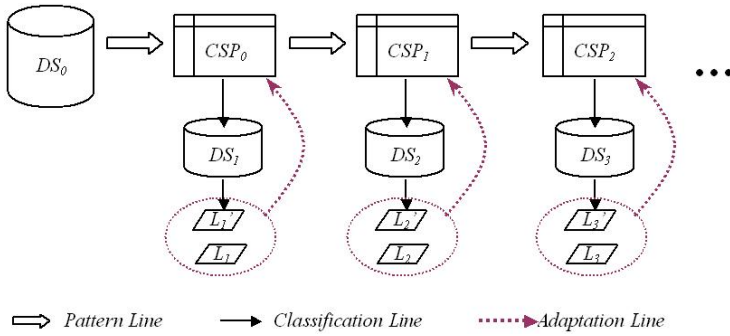 DS0 CSP0 CSP1 CSP2
DS1 DS2 DS3
L1' L2' L3'
L1 L2 L3
Pattern Line Classification Line Adaptation Line